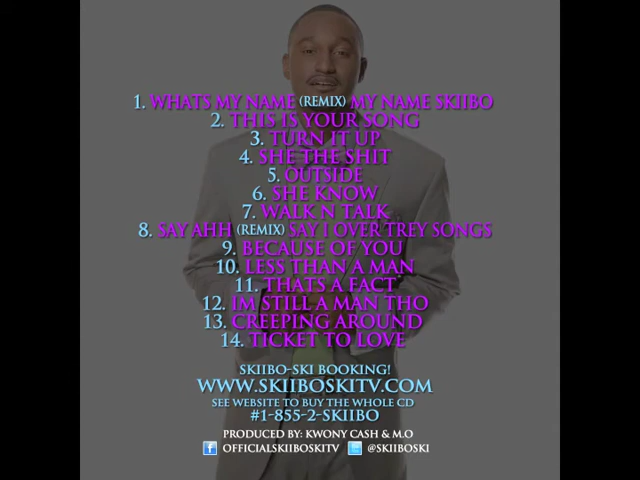 1. WHATS MY NAME (REMIX) MY NAME SKIIBO
2. THIS IS YOUR SONG
3. TURN IT UP
4. SHE THE SHIT
5. OUTSIDE
6. SHE KNOW
7. WALK N TALK
8. SAY AHH (REMIX) SAY I OVER TREY SONGS
9. BECAUSE OF YOU
10. LESS THAN A MAN
11. THATS A FACT
12. IM STILL A MAN THO
13. CREEPING AROUND
14. TICKET TO LOVE
SKIIBO-SKI BOOKING!
WWW.SKIIBOSKITV.COM
SEE WEBSITE TO BUY THE WHOLE CD
#1-855-2-SKIIBO
PRODUCED BY: KWONY CASH & M.O
OFFICIALSKIIBOSKITV @SKIIBOSKI